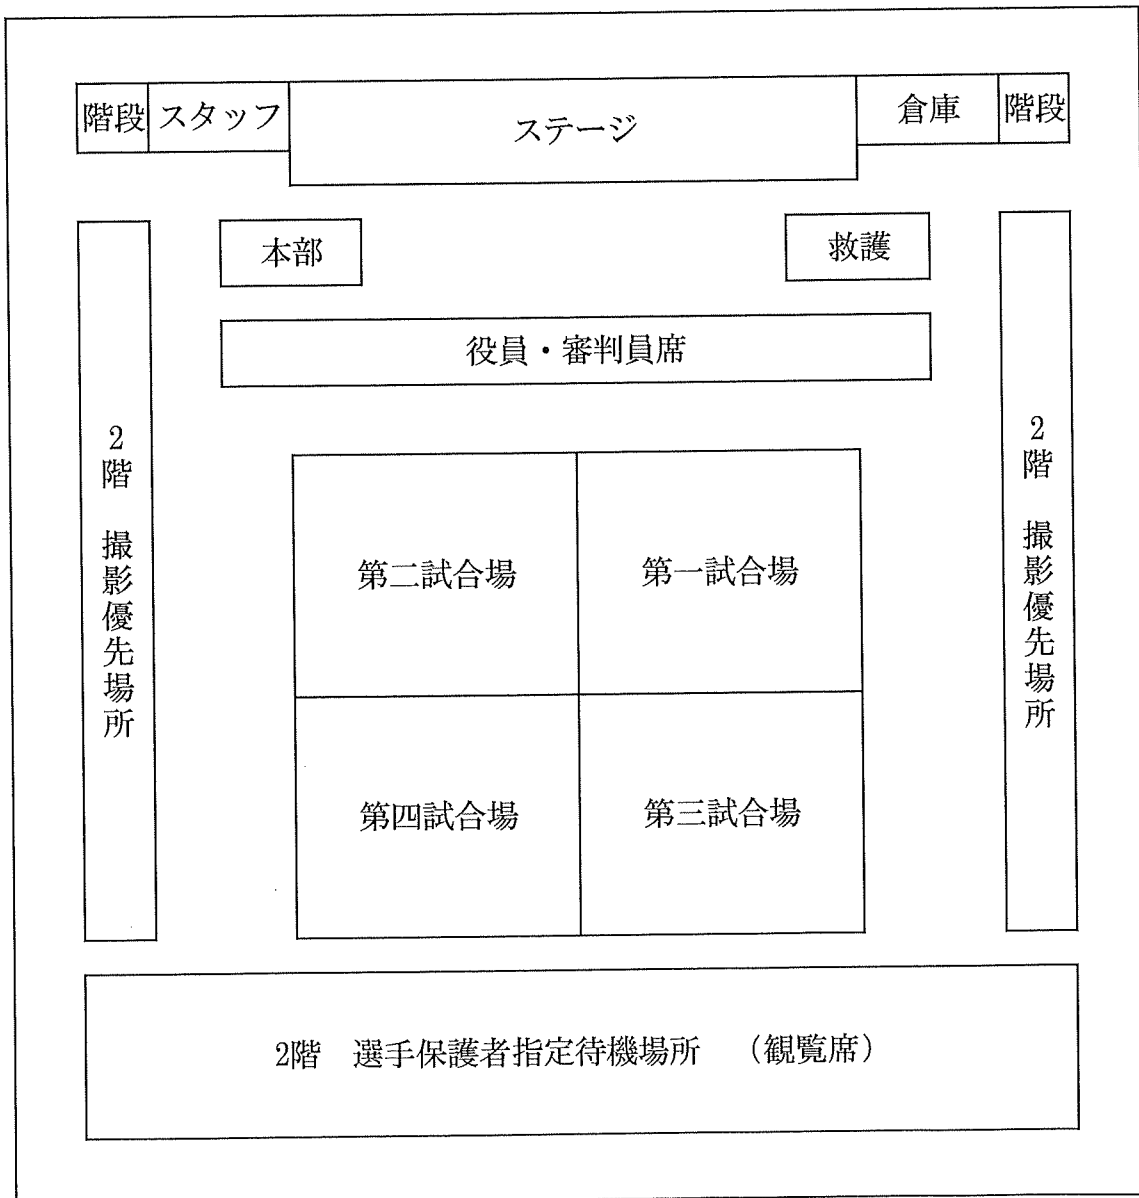 階段
スタッフ
ステージ
倉庫
階段
本部
救護
役員・審判員席
2階　撮影優先場所
2階　撮影優先場所
第二試合場
第一試合場
第四試合場
第三試合場
2階　選手保護者指定待機場所　（観覧席）